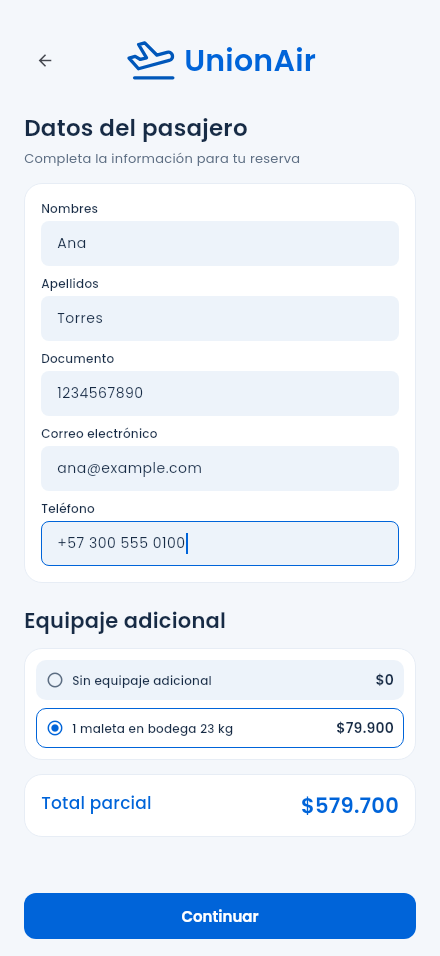 UnionAir
Datos del pasajero
Completa la información para tu reserva
Nombres
Ana
Apellidos
Torres
Documento
1234567890
Correo electrónico
ana@example.com
Teléfono
+57 300 555 0100
Equipaje adicional
Sin equipaje adicional $0
1 maleta en bodega 23 kg $79.900
Total parcial $579.700
Continuar